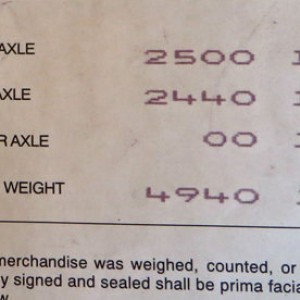 AXLE 2500
AXLE 2440
R AXLE 00
WEIGHT 4940
merchandise was weighed, counted, or
y signed and sealed shall be prima facia
w.